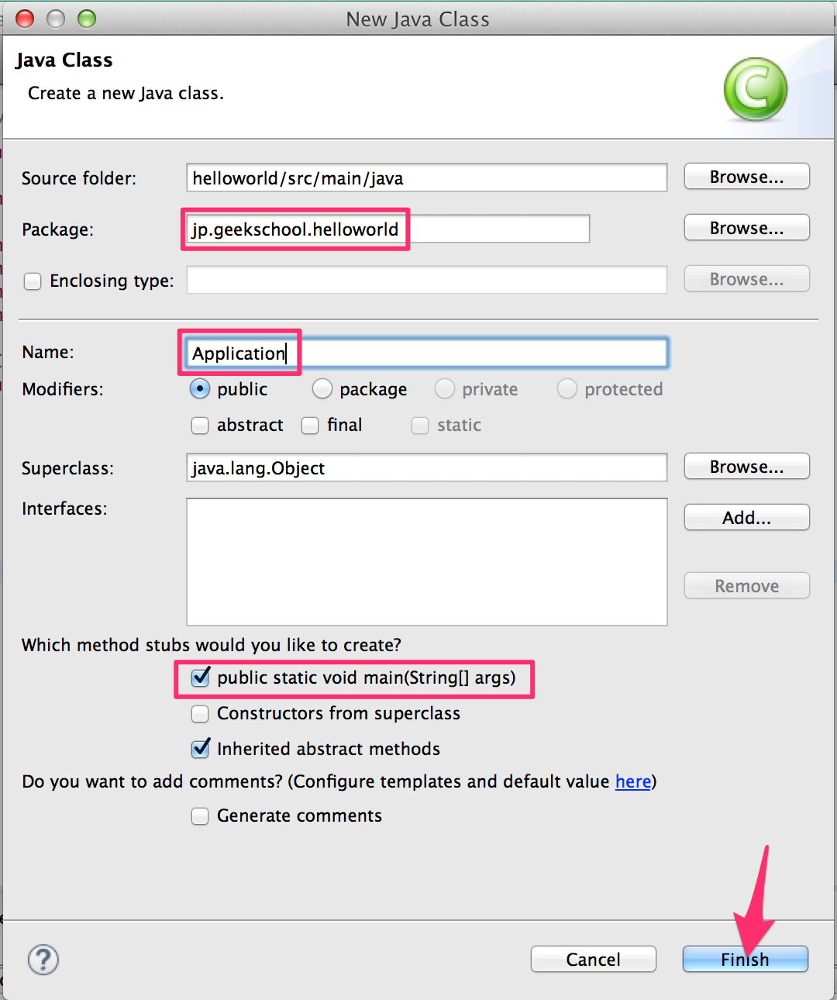 New Java Class
Java Class
Create a new Java class.
C
Source folder: helloworld/src/main/java Browse...
Package: jp.geekschool.helloworld Browse...
Enclosing type: Browse...
Name: Application
Modifiers: public package private protected
abstract final static
Superclass: java.lang.Object Browse...
Interfaces: Add...
Remove
Which method stubs would you like to create?
public static void main(String[] args)
Constructors from superclass
Inherited abstract methods
Do you want to add comments? (Configure templates and default value here)
Generate comments
? Cancel Finish